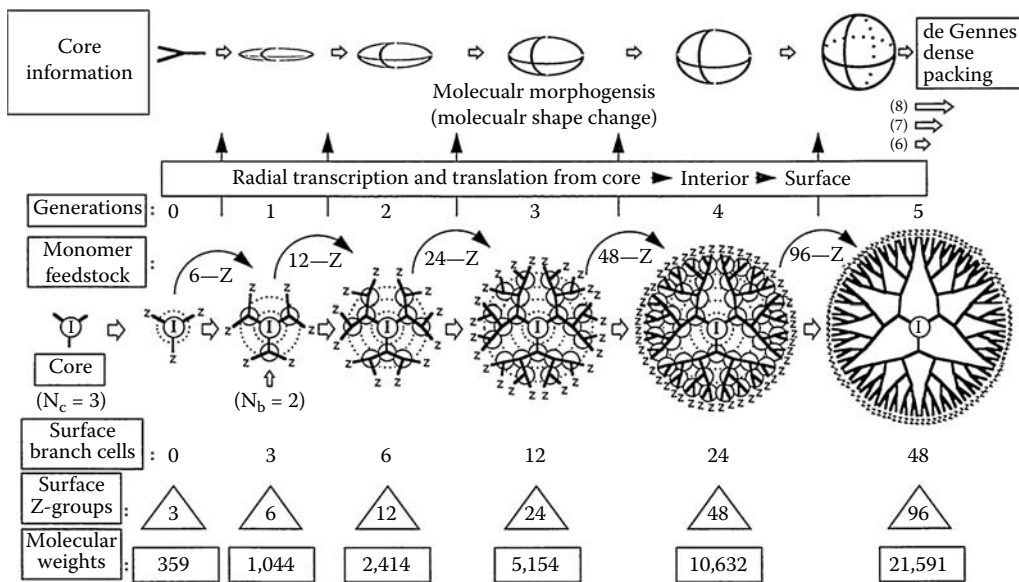 Core
information
de Gennes
dense
packing
Molecualr morphogensis
(molecualr shape change)
(8)
(7)
(6)
Radial transcription and translation from core Interior Surface
Generations : 0 1 2 3 4 5
Monomer
feedstock :
6—Z 12—Z 24—Z 48—Z 96—Z
I I I I I I I
Core
(N_c = 3) (N_b = 2)
Surface
branch cells : 0 3 6 12 24 48
Surface
Z-groups : 3 6 12 24 48 96
Molecular
weights : 359 1,044 2,414 5,154 10,632 21,591